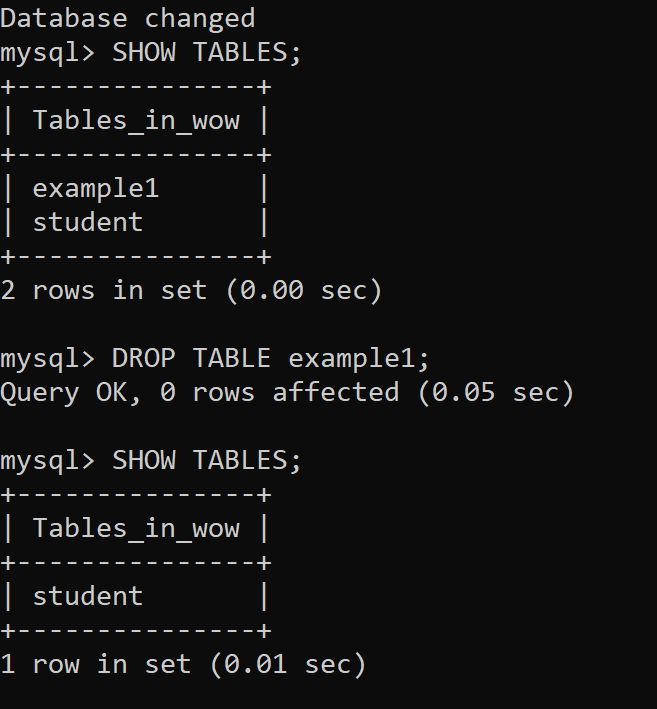 Database changed
mysql> SHOW TABLES;
+---------------+
| Tables_in_wow |
+---------------+
| example1      |
| student       |
+---------------+
2 rows in set (0.00 sec)

mysql> DROP TABLE example1;
Query OK, 0 rows affected (0.05 sec)

mysql> SHOW TABLES;
+---------------+
| Tables_in_wow |
+---------------+
| student       |
+---------------+
1 row in set (0.01 sec)